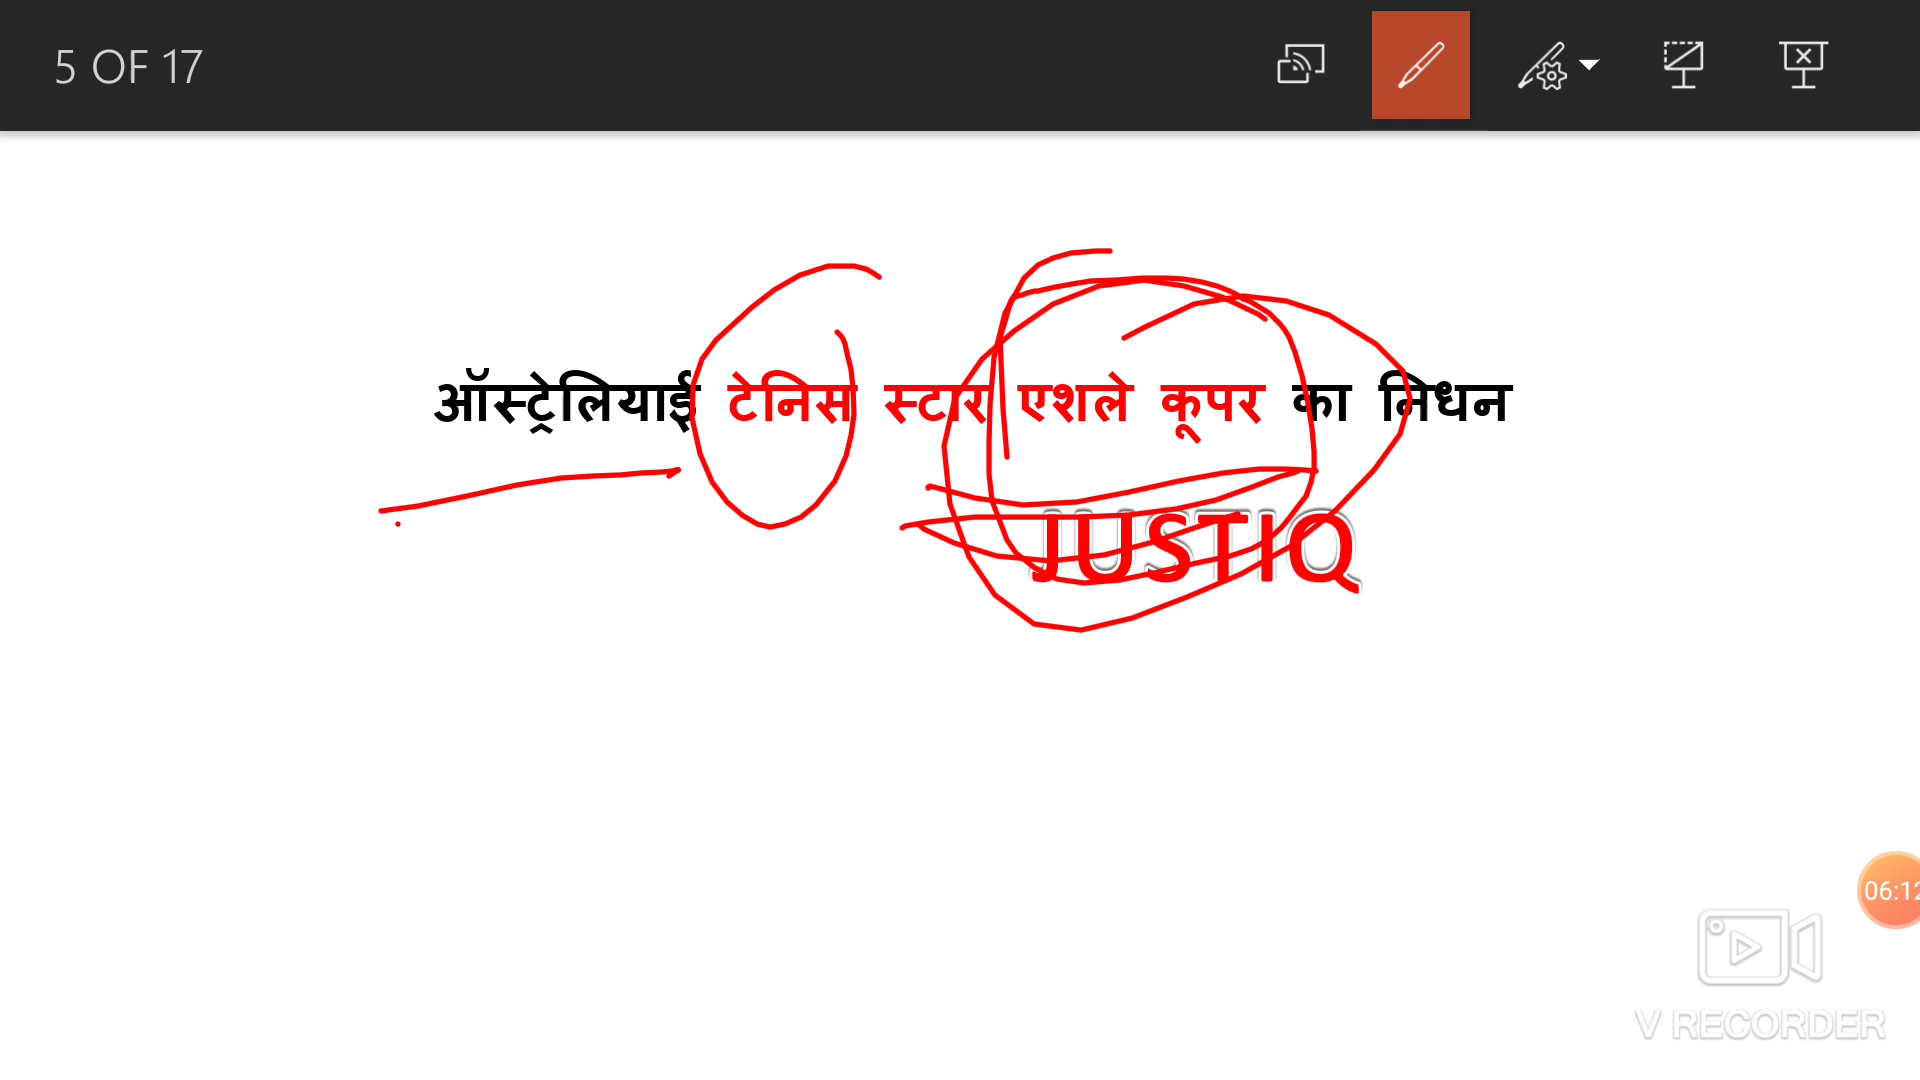 5 OF 17
ऑस्ट्रेलियाई टेनिस स्टार एशले कूपर का निधन
JUSTIQ
06:12
V RECORDER